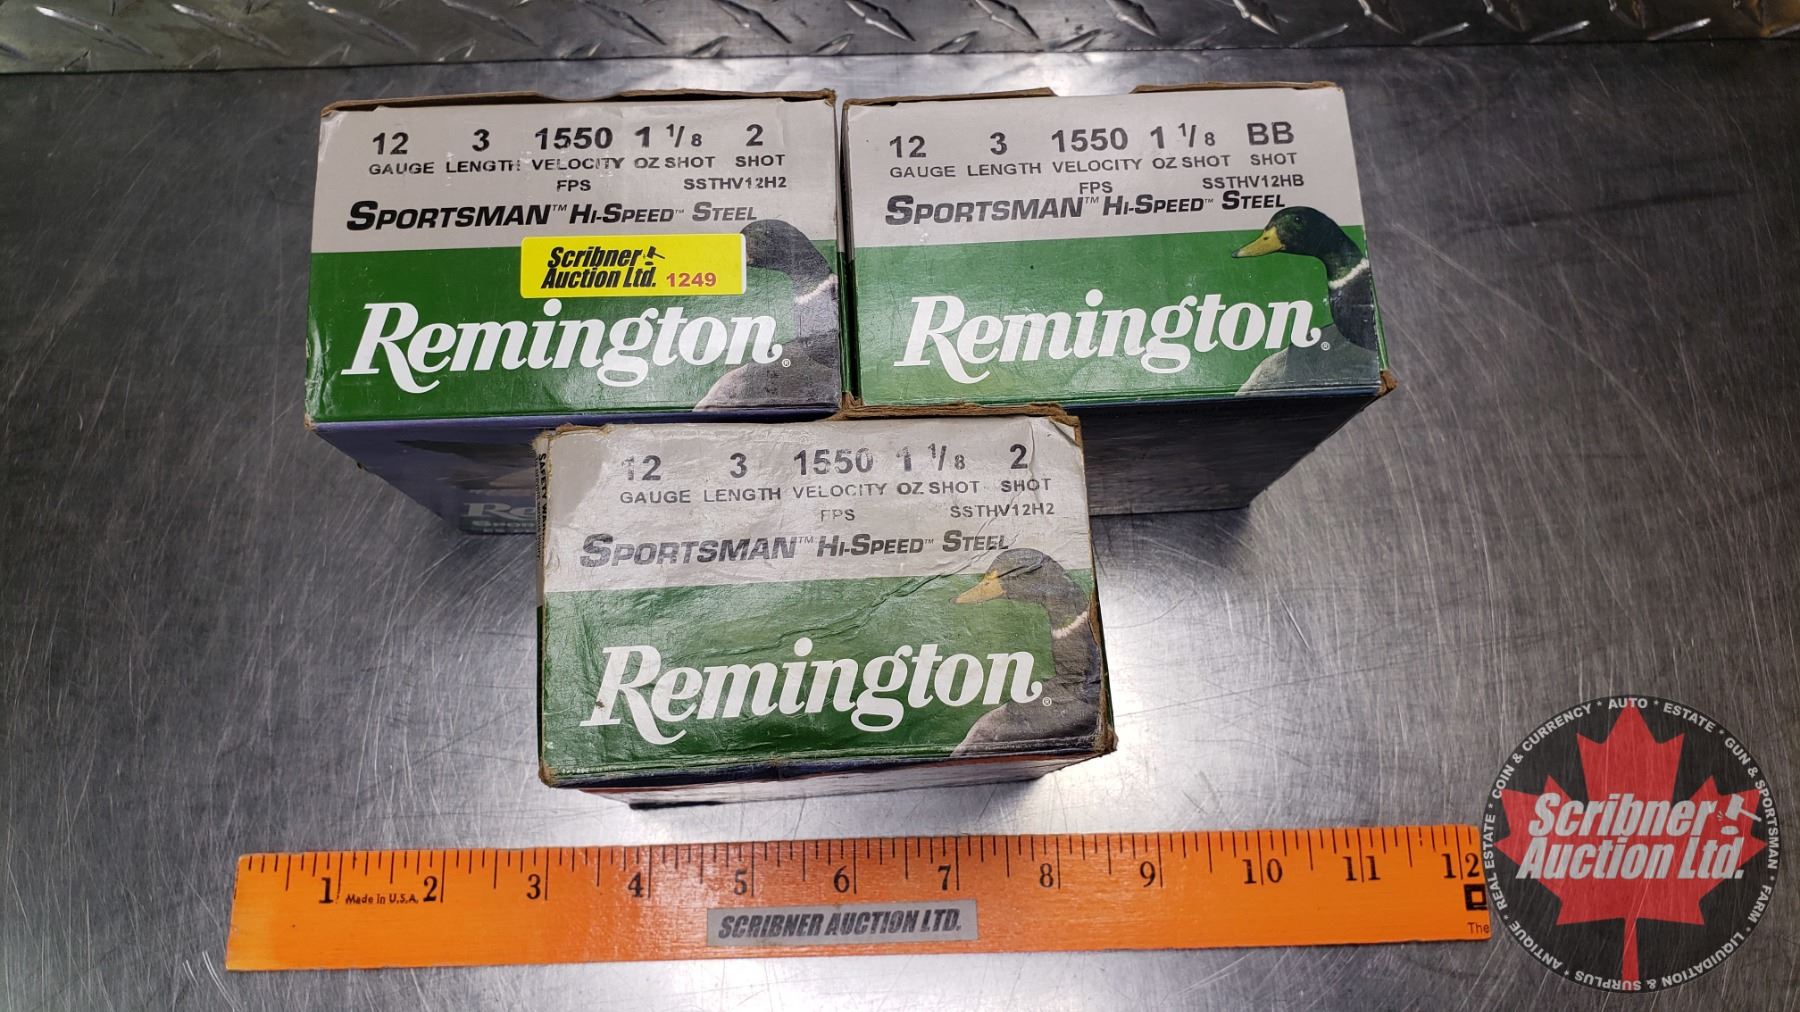 12 3 1550 1 1/8 2
GAUGE LENGTH VELOCITY OZ SHOT SHOT
FPS SSTHV12H2
SPORTSMAN™ HI-SPEED™ STEEL
Scribner
Auction Ltd. 1249
Remington®
12 3 1550 1 1/8 BB
GAUGE LENGTH VELOCITY OZ SHOT SHOT
FPS SSTHV12HB
SPORTSMAN™ HI-SPEED™ STEEL
Remington®
12 3 1550 1 1/8 2
GAUGE LENGTH VELOCITY OZ SHOT SHOT
FPS SSTHV12H2
SPORTSMAN™ HI-SPEED™ STEEL
Remington®
1 2 3 4 5 6 7 8 9 10 11 12
Made in U.S.A.
SCRIBNER AUCTION LTD.
The
COIN & CURRENCY * AUTO * ESTATE * GUN & SPORTSMAN * FARM * LIQUIDATION & SURPLUS * ANTIQUE * REAL ESTATE *
Scribner
Auction Ltd.